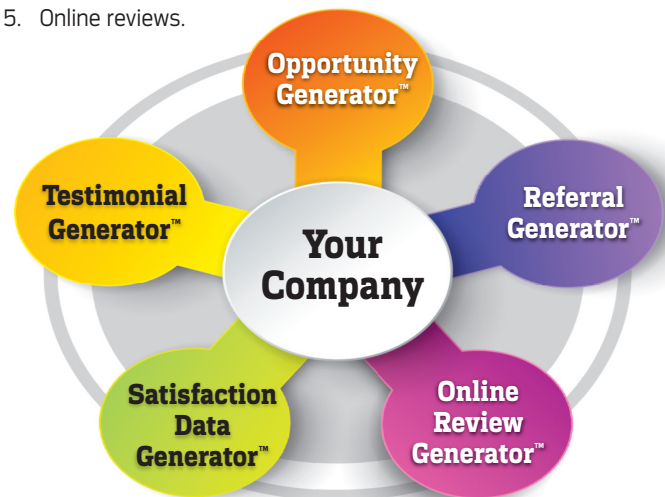 5. Online reviews.
Opportunity
Generator™
Testimonial
Generator™
Referral
Generator™
Your
Company
Satisfaction
Data
Generator™
Online
Review
Generator™